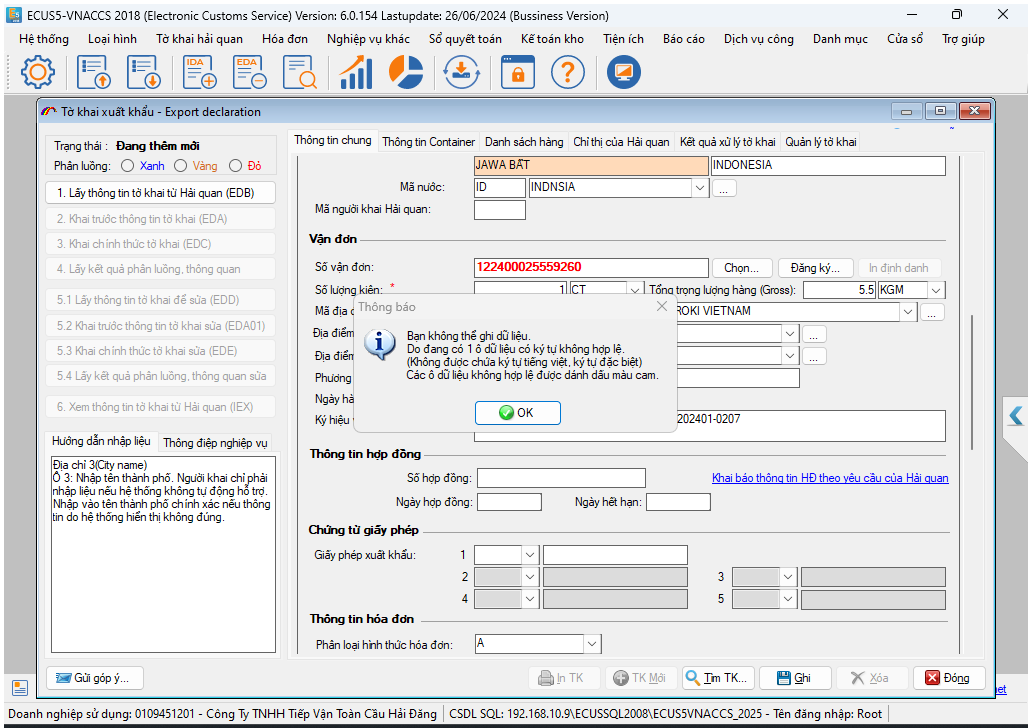 ECUS5-VNACCS 2018 (Electronic Customs Service) Version: 6.0.154 Lastupdate: 26/06/2024 (Bussiness Version)
Hệ thống Loại hình Tờ khai hải quan Hóa đơn Nghiệp vụ khác Sổ quyết toán Kế toán kho Tiện ích Báo cáo Dịch vụ công Danh mục Cửa sổ Trợ giúp
IDA EDA
Tờ khai xuất khẩu - Export declaration
Trạng thái : Đang thêm mới
Phân luồng: Xanh Vàng Đỏ
1. Lấy thông tin tờ khai từ Hải quan (EDB)
2. Khai trước thông tin tờ khai (EDA)
3. Khai chính thức tờ khai (EDC)
4. Lấy kết quả phân luồng, thông quan
5.1 Lấy thông tin tờ khai để sửa (EDD)
5.2 Khai trước thông tin tờ khai sửa (EDA01)
5.3 Khai chính thức tờ khai sửa (EDE)
5.4 Lấy kết quả phân luồng, thông quan sửa
6. Xem thông tin tờ khai từ Hải quan (IEX)
Hướng dẫn nhập liệu Thông điệp nghiệp vụ
Địa chỉ 3(City name)
Ô 3: Nhập tên thành phố. Người khai chỉ phải
nhập liệu nếu hệ thống không tự động hỗ trợ.
Nhập vào tên thành phố chính xác nếu thông
tin do hệ thống hiển thị không đúng.
Thông tin chung Thông tin Container Danh sách hàng Chỉ thị của Hải quan Kết quả xử lý tờ khai Quản lý tờ khai
JAWA BẤT INDONESIA
Mã nước: ID INDNSIA ...
Mã người khai Hải quan:
Vận đơn
Số vận đơn: 122400025559260 Chọn... Đăng ký... In định danh
Số lượng kiện: * 1 CT Tổng trọng lượng hàng (Gross): 5.5 KGM
Mã địa ROKI VIETNAM ...
Địa điểm ...
Địa điểm ...
Phương
Ngày hà
Ký hiệu 202401-0207
Thông báo
Bạn không thể ghi dữ liệu.
Do đang có 1 ô dữ liệu có ký tự không hợp lệ.
(Không được chứa ký tự tiếng việt, ký tự đặc biệt)
Các ô dữ liệu không hợp lệ được dánh dấu màu cam.
OK
Thông tin hợp đồng
Số hợp đồng: Khai báo thông tin HĐ theo yêu cầu của Hải quan
Ngày hợp đồng: Ngày hết hạn:
Chứng từ giấy phép
Giấy phép xuất khẩu: 1
2 3
4 5
Thông tin hóa đơn
Phân loại hình thức hóa đơn: A
Gửi góp ý... In TK TK Mới Tìm TK... Ghi Xóa Đóng
net
Doanh nghiệp sử dụng: 0109451201 - Công Ty TNHH Tiếp Vận Toàn Cầu Hải Đăng CSDL SQL: 192.168.10.9\ECUSSQL2008\ECUS5VNACCS_2025 - Tên đăng nhập: Root